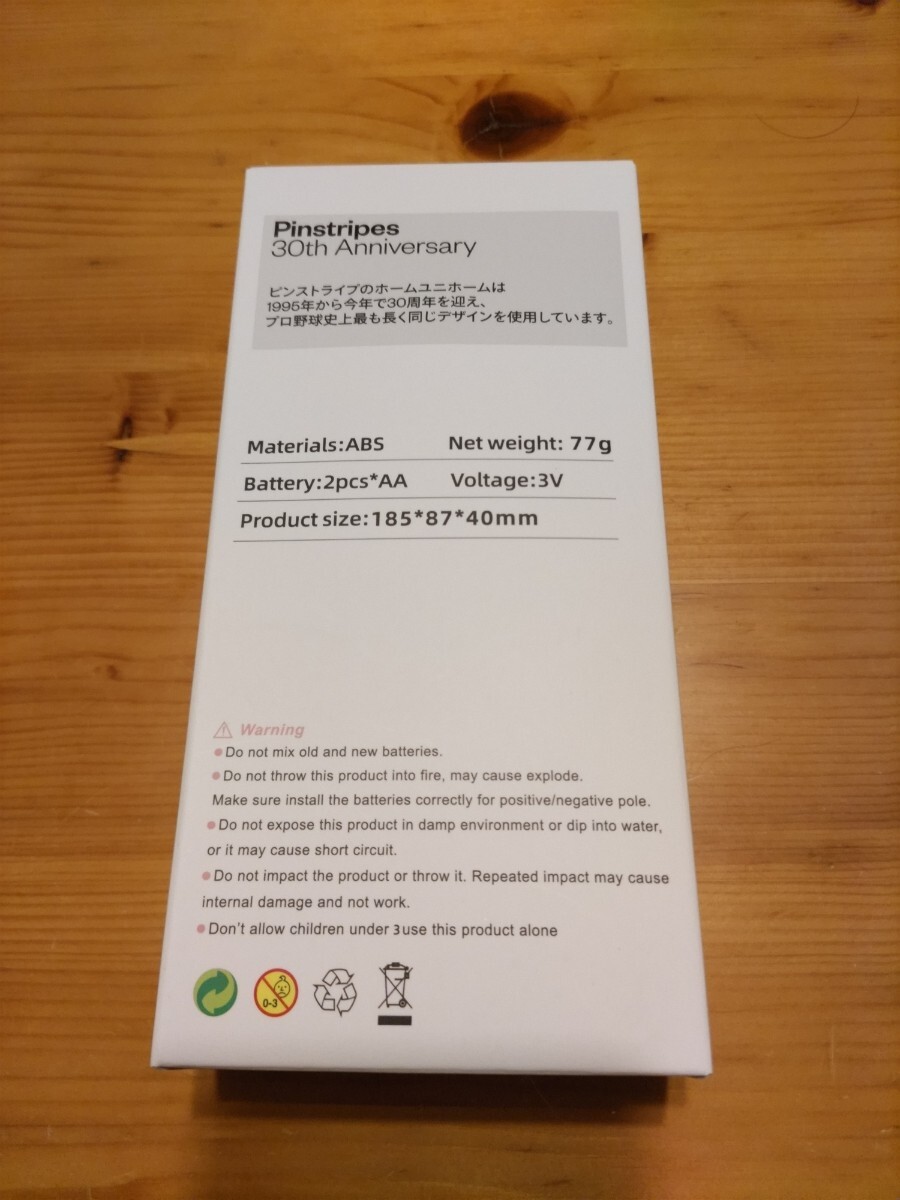 Pinstripes
30th Anniversary
ピンストライプのホームユニホームは
1995年から今年で30周年を迎え、
プロ野球史上最も長く同じデザインを使用しています。
Materials:ABS Net weight: 77g
Battery:2pcs*AA Voltage:3V
Product size:185*87*40mm
Warning
Do not mix old and new batteries.
Do not throw this product into fire, may cause explode.
Make sure install the batteries correctly for positive/negative pole.
Do not expose this product in damp environment or dip into water,
or it may cause short circuit.
Do not impact the product or throw it. Repeated impact may cause
internal damage and not work.
Don't allow children under 3use this product alone
0-3